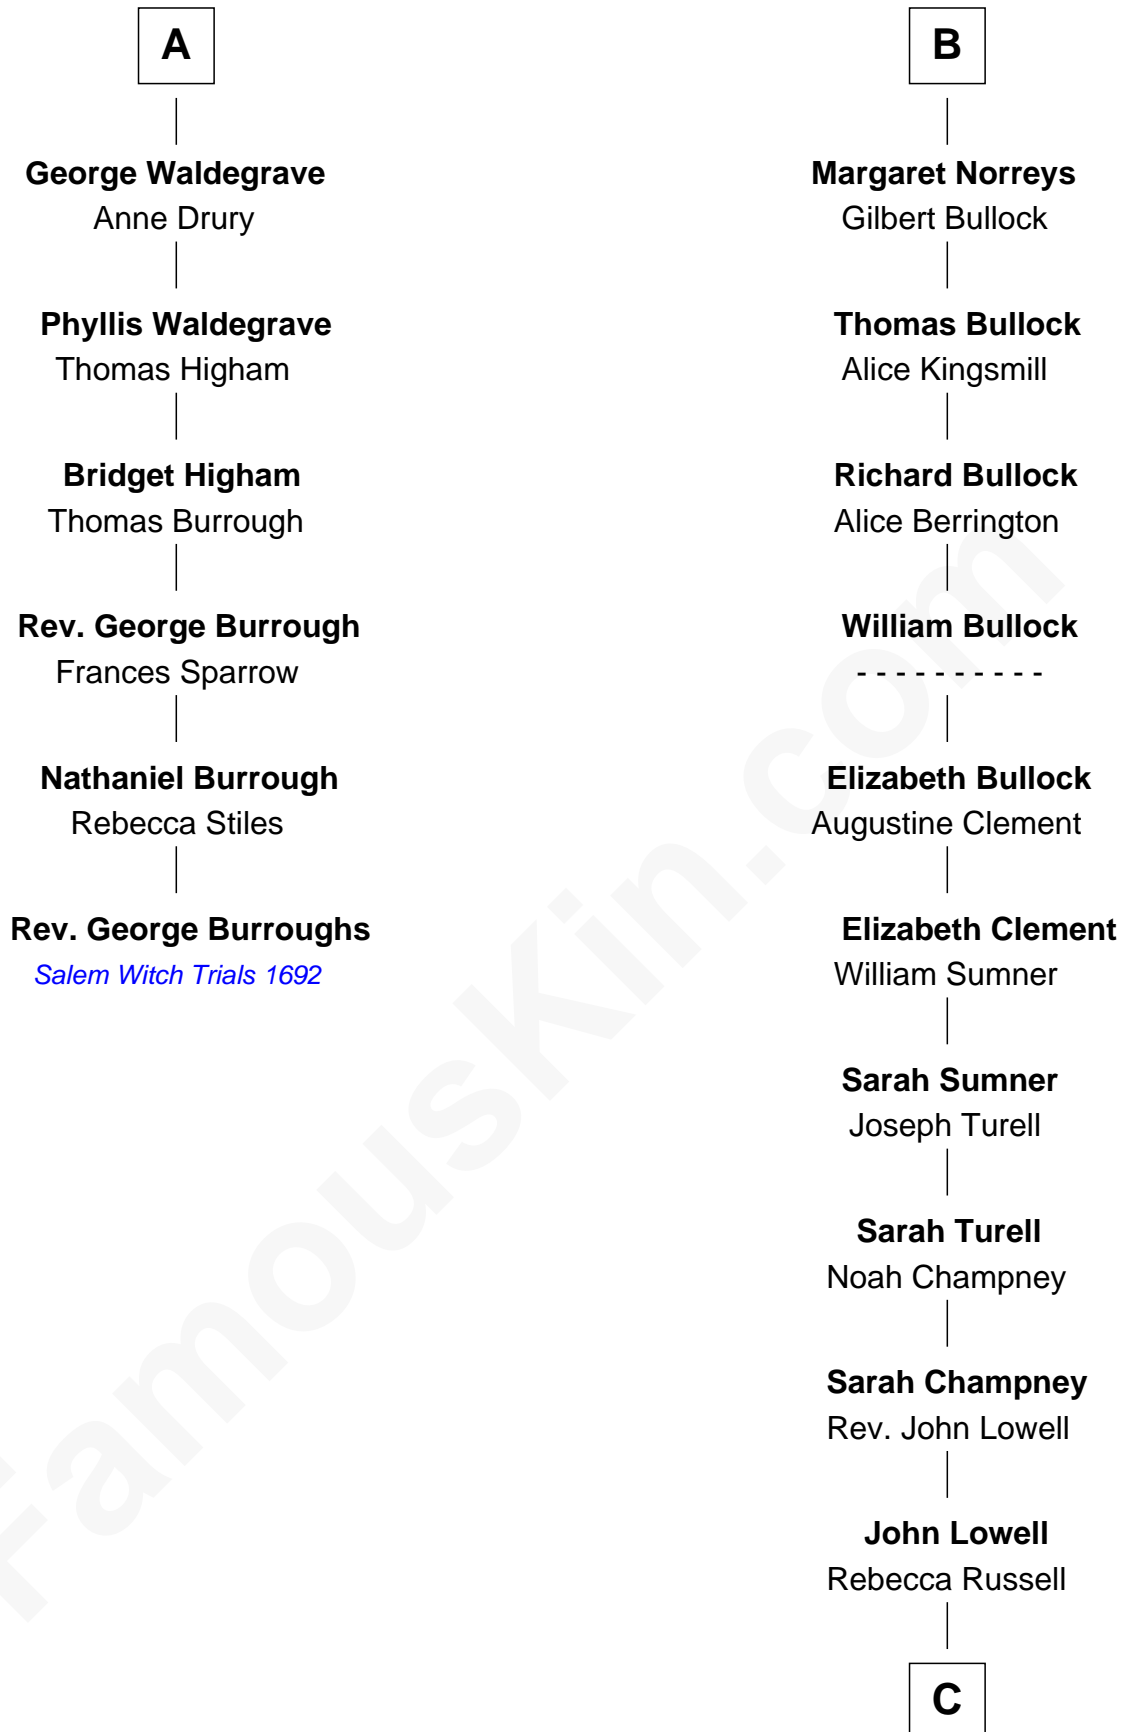 A
George Waldegrave
Anne Drury
Phyllis Waldegrave
Thomas Higham
Bridget Higham
Thomas Burrough
Rev. George Burrough
Frances Sparrow
Nathaniel Burrough
Rebecca Stiles
Rev. George Burroughs
Salem Witch Trials 1692
B
Margaret Norreys
Gilbert Bullock
Thomas Bullock
Alice Kingsmill
Richard Bullock
Alice Berrington
William Bullock
- - - - - - - - - -
Elizabeth Bullock
Augustine Clement
Elizabeth Clement
William Sumner
Sarah Sumner
Joseph Turell
Sarah Turell
Noah Champney
Sarah Champney
Rev. John Lowell
John Lowell
Rebecca Russell
C
FamousKin.com